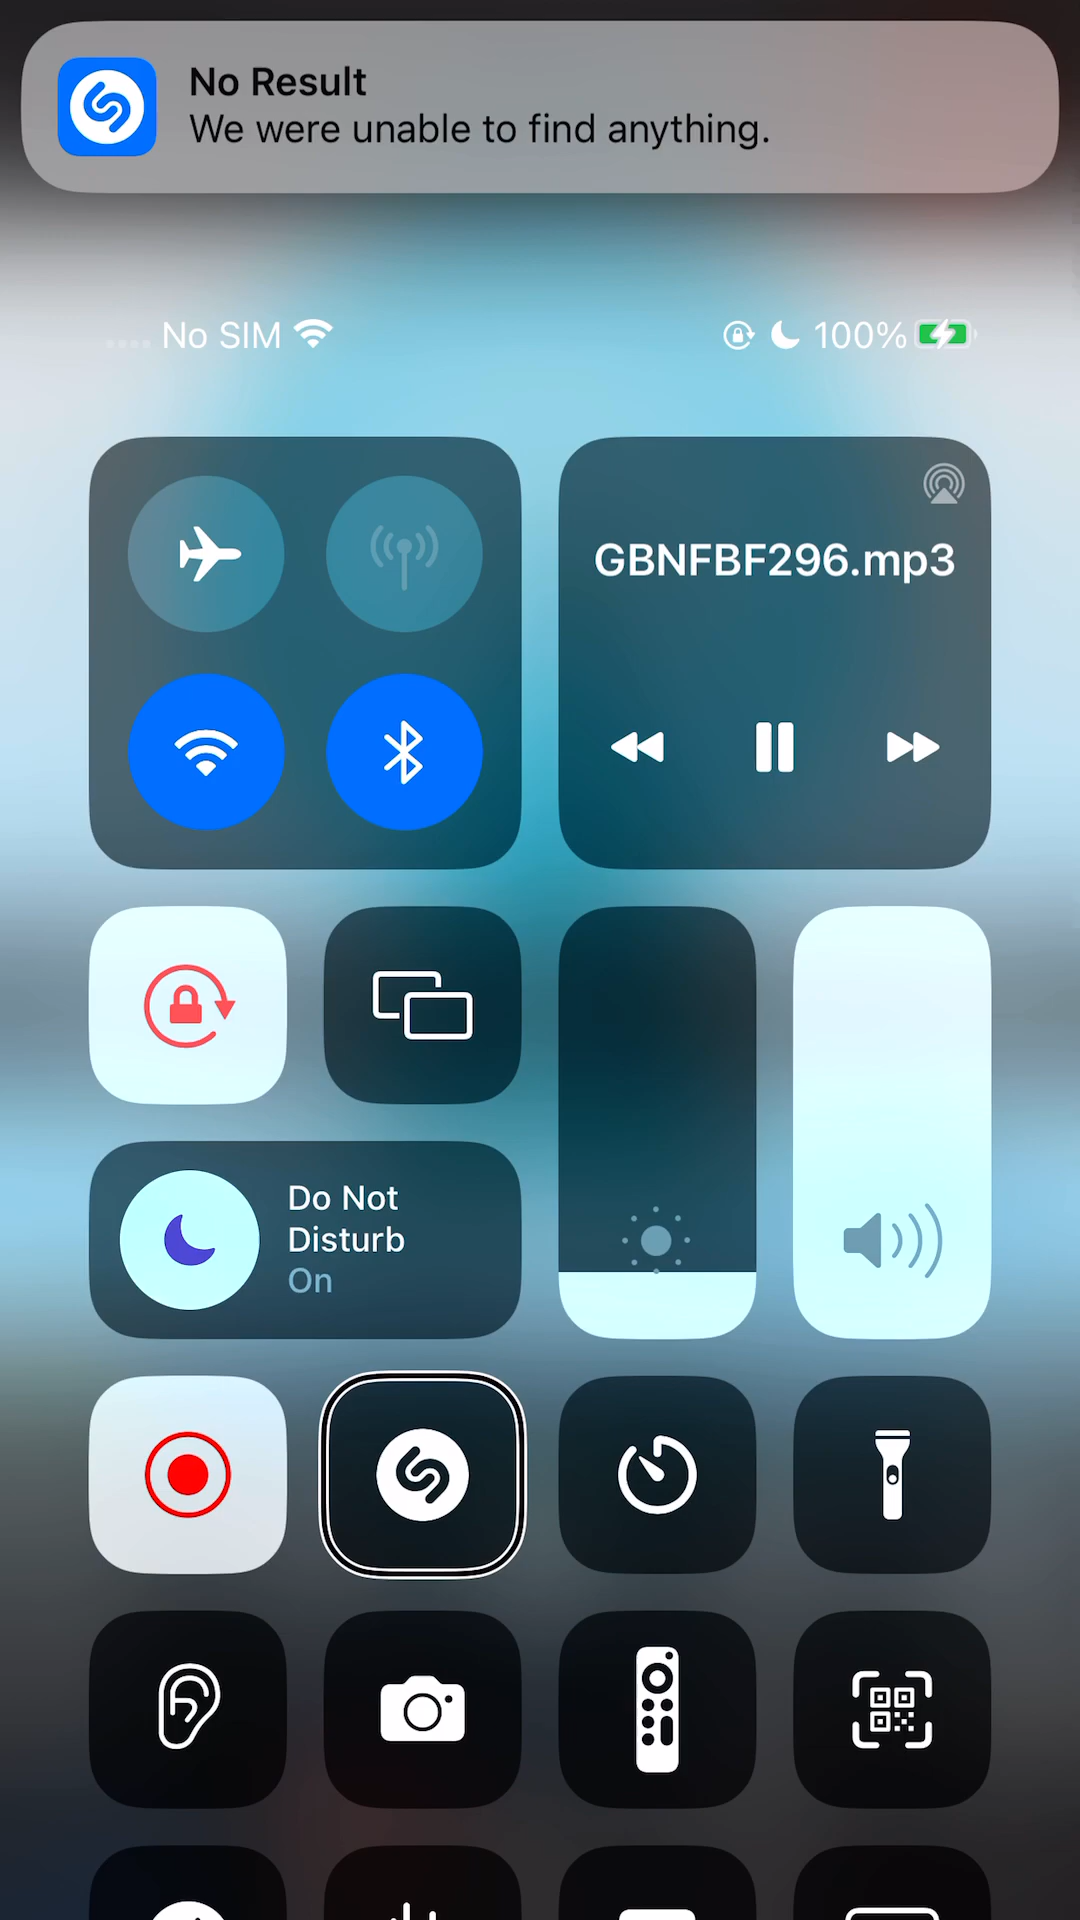 No Result
We were unable to find anything.
No SIM
100%
GBNFBF296.mp3
Do Not
Disturb
On